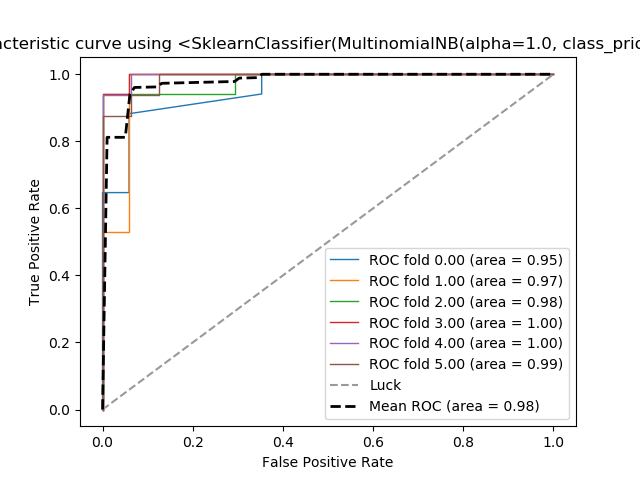 acteristic curve using <SklearnClassifier(MultinomialNB(alpha=1.0, class_prio
1.0
0.8
0.6
0.4
0.2
0.0
True Positive Rate
ROC fold 0.00 (area = 0.95)
ROC fold 1.00 (area = 0.97)
ROC fold 2.00 (area = 0.98)
ROC fold 3.00 (area = 1.00)
ROC fold 4.00 (area = 1.00)
ROC fold 5.00 (area = 0.99)
Luck
Mean ROC (area = 0.98)
0.0 0.2 0.4 0.6 0.8 1.0
False Positive Rate